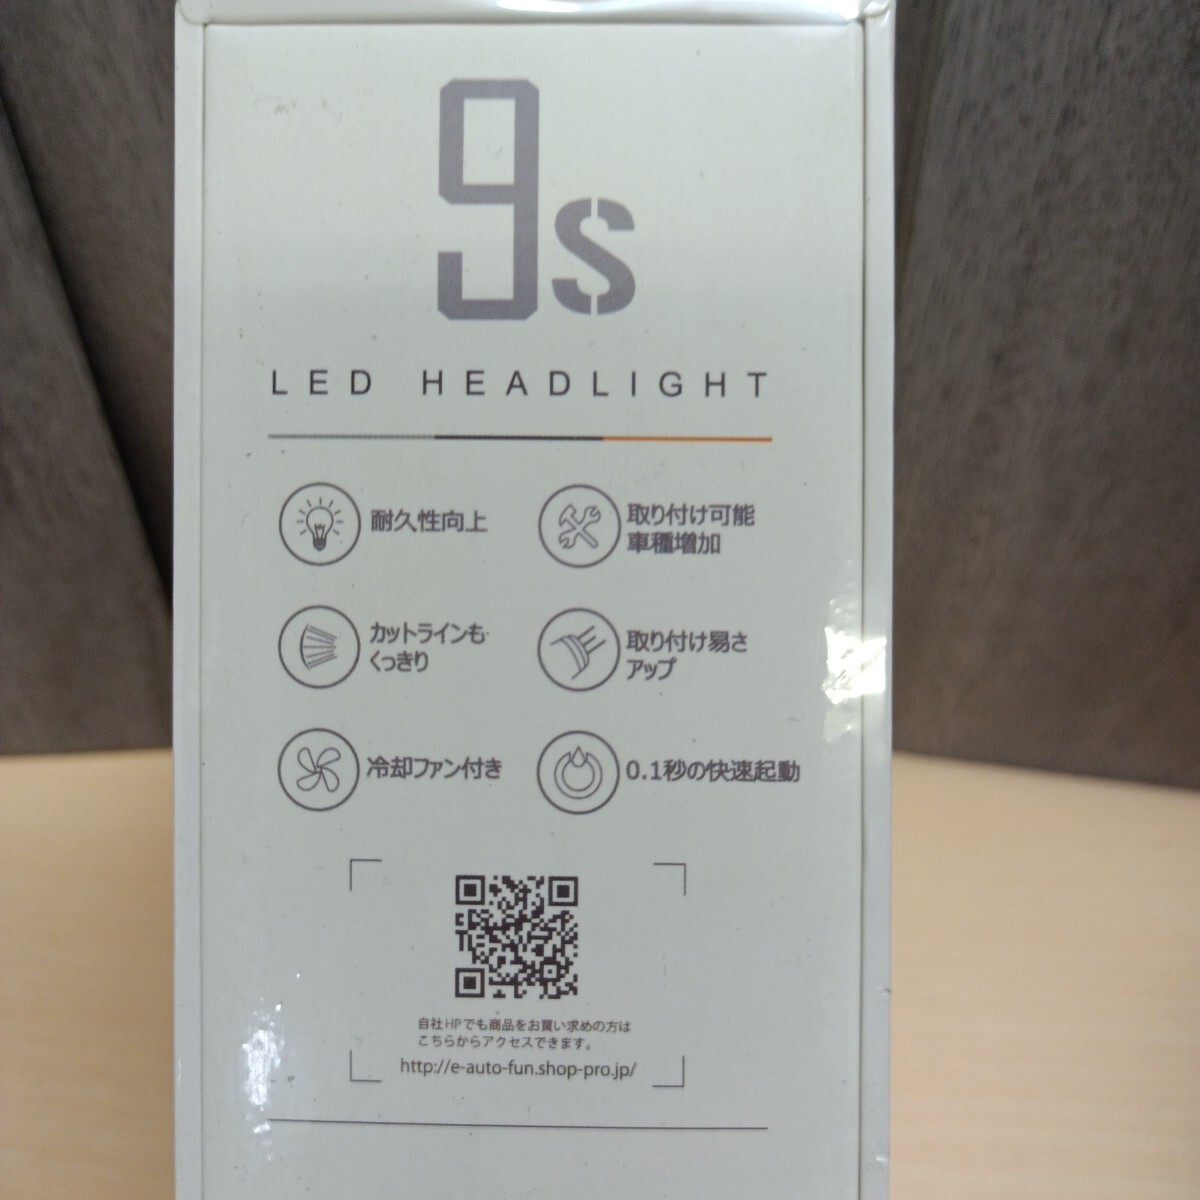 9s
LED HEADLIGHT
耐久性向上
取り付け可能
車種増加
カットラインも
くっきり
取り付け易さ
アップ
冷却ファン付き
0.1秒の快速起動
自社HPでも商品をお買い求めの方は
こちらからアクセスできます。
http://e-auto-fun.shop-pro.jp/